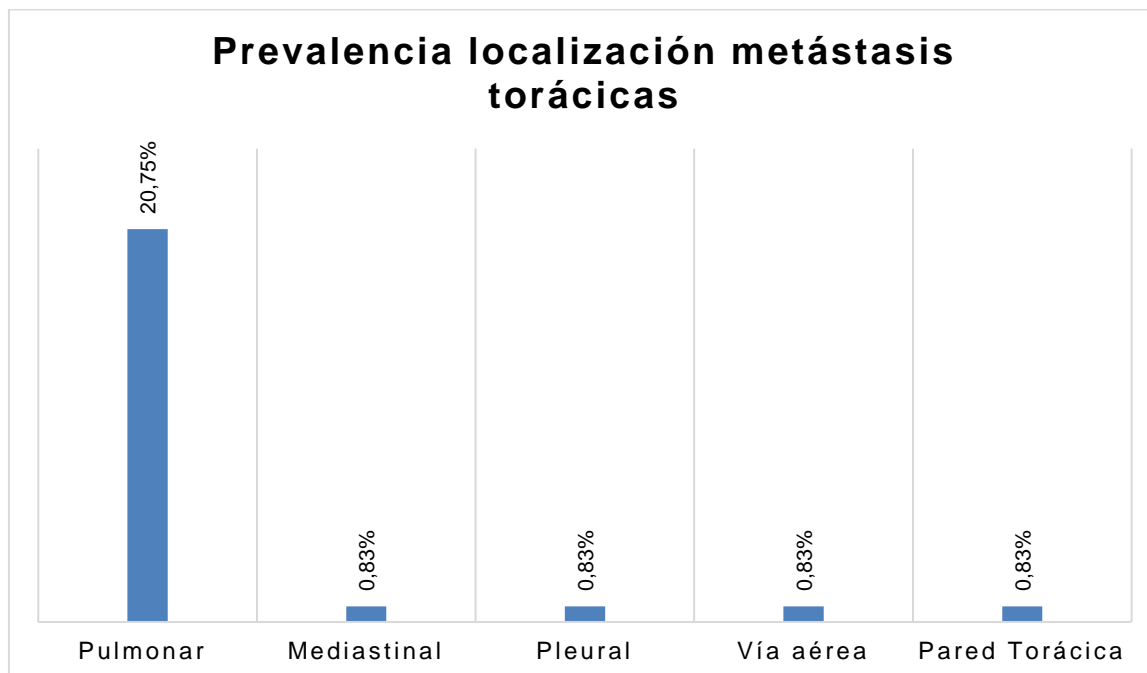 Prevalencia localización metástasis
torácicas
20,75%
0,83%
0,83%
0,83%
0,83%
Pulmonar
Mediastinal
Pleural
Vía aérea
Pared Torácica